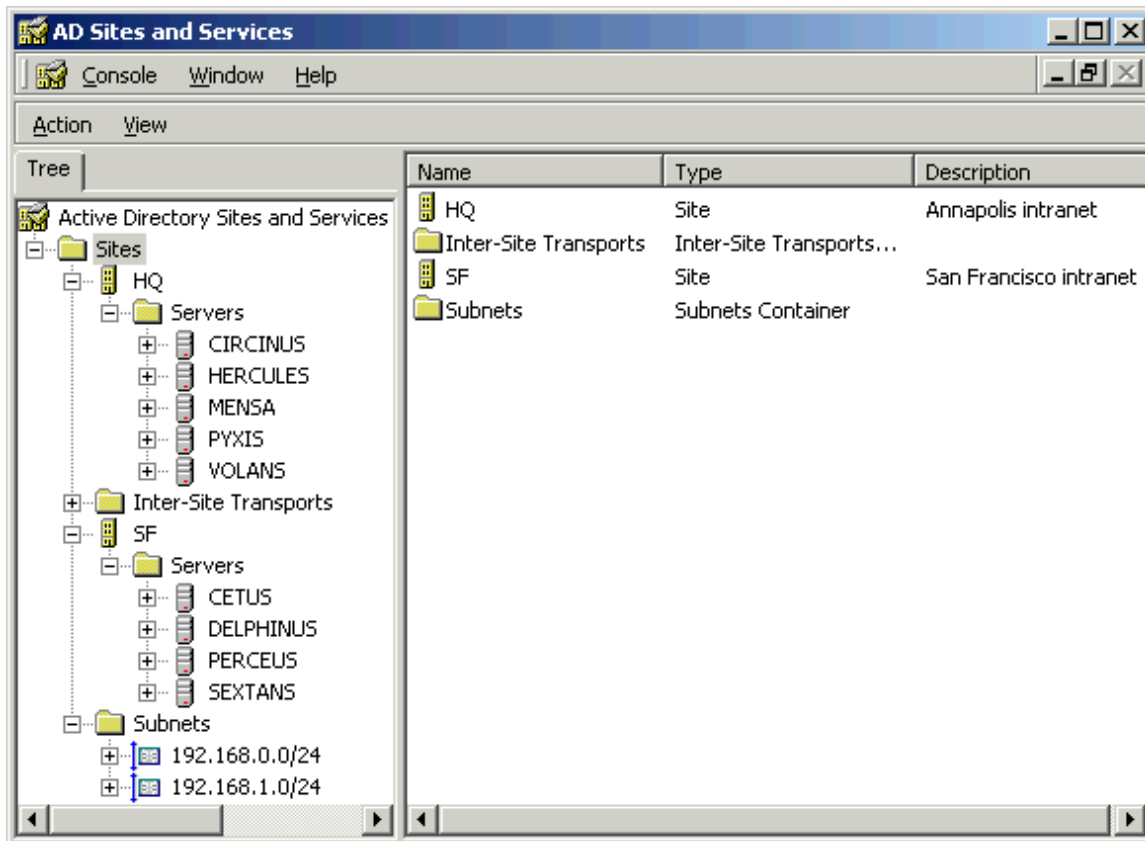 AD Sites and Services
Console Window Help
Action View
Tree
Active Directory Sites and Services
Sites
HQ
Servers
CIRCINUS
HERCULES
MENSA
PYXIS
VOLANS
Inter-Site Transports
SF
Servers
CETUS
DELPHINUS
PERCEUS
SEXTANS
Subnets
192.168.0.0/24
192.168.1.0/24
Name Type Description
HQ Site Annapolis intranet
Inter-Site Transports Inter-Site Transports...
SF Site San Francisco intranet
Subnets Subnets Container